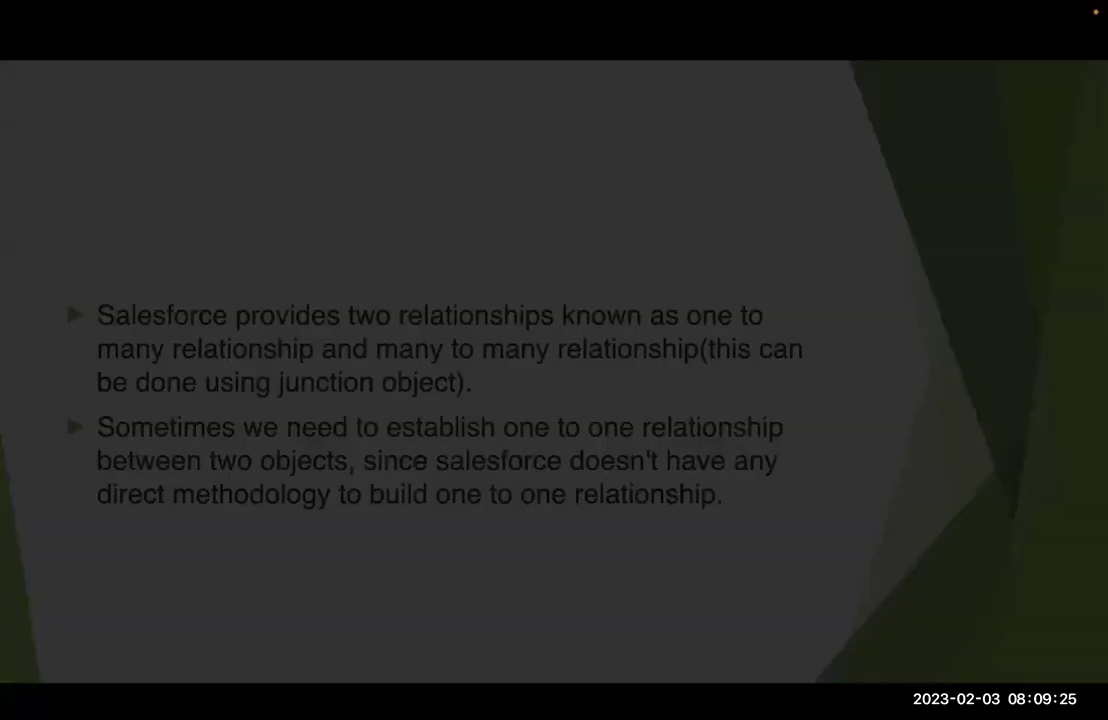 Salesforce provides two relationships known as one to
many relationship and many to many relationship(this can
be done using junction object).
Sometimes we need to establish one to one relationship
between two objects, since salesforce doesn't have any
direct methodology to build one to one relationship.
2023-02-03 08:09:25